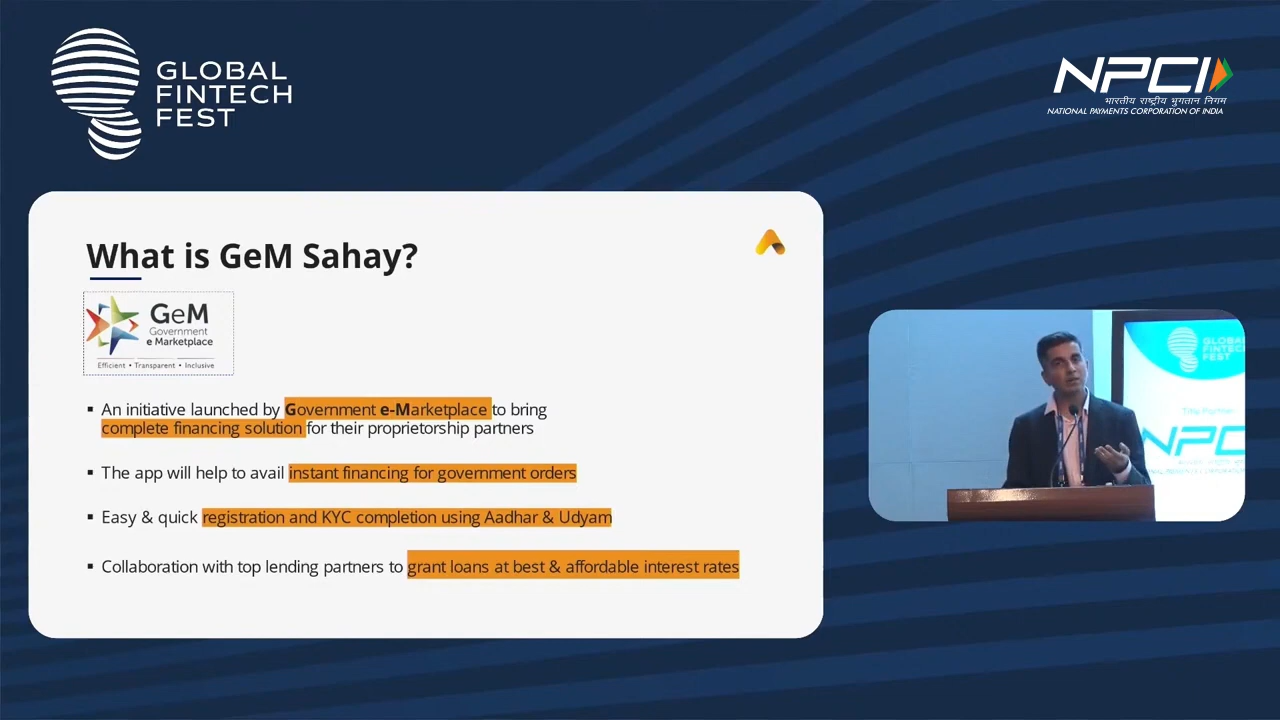 GLOBAL
FINTECH
FEST
NPCI
भारतीय राष्ट्रीय भुगतान निगम
NATIONAL PAYMENTS CORPORATION OF INDIA
What is GeM Sahay?
GeM
Government
e Marketplace
Efficient • Transparent • Inclusive
▪ An initiative launched by Government e-Marketplace to bring
complete financing solution for their proprietorship partners
▪ The app will help to avail instant financing for government orders
▪ Easy & quick registration and KYC completion using Aadhar & Udyam
▪ Collaboration with top lending partners to grant loans at best & affordable interest rates
GLOBAL
FINTECH
FEST
Title Partner
NPCI